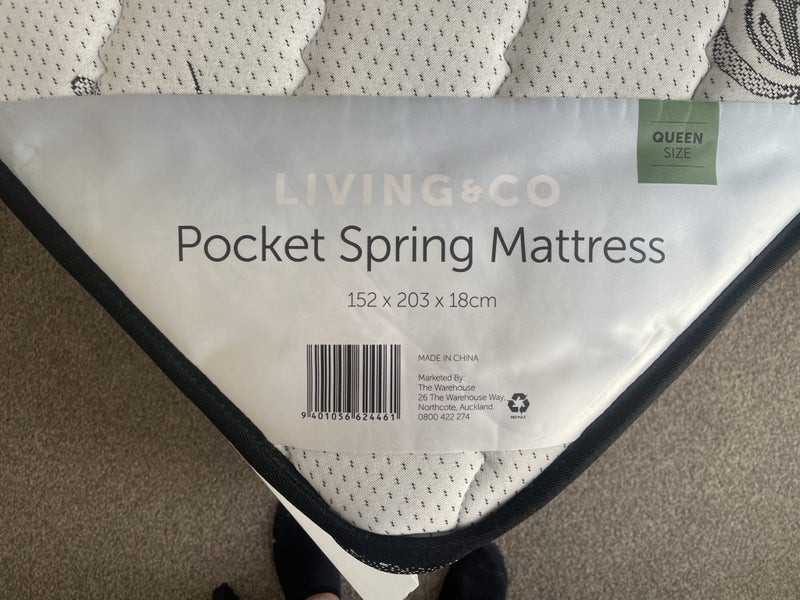 QUEEN
SIZE
LIVING&CO
Pocket Spring Mattress
152 x 203 x 18cm
MADE IN CHINA
Marketed By:
The Warehouse
26 The Warehouse Way,
Northcote, Auckland.
0800 422 274
RECYCLE
9 401056 624461